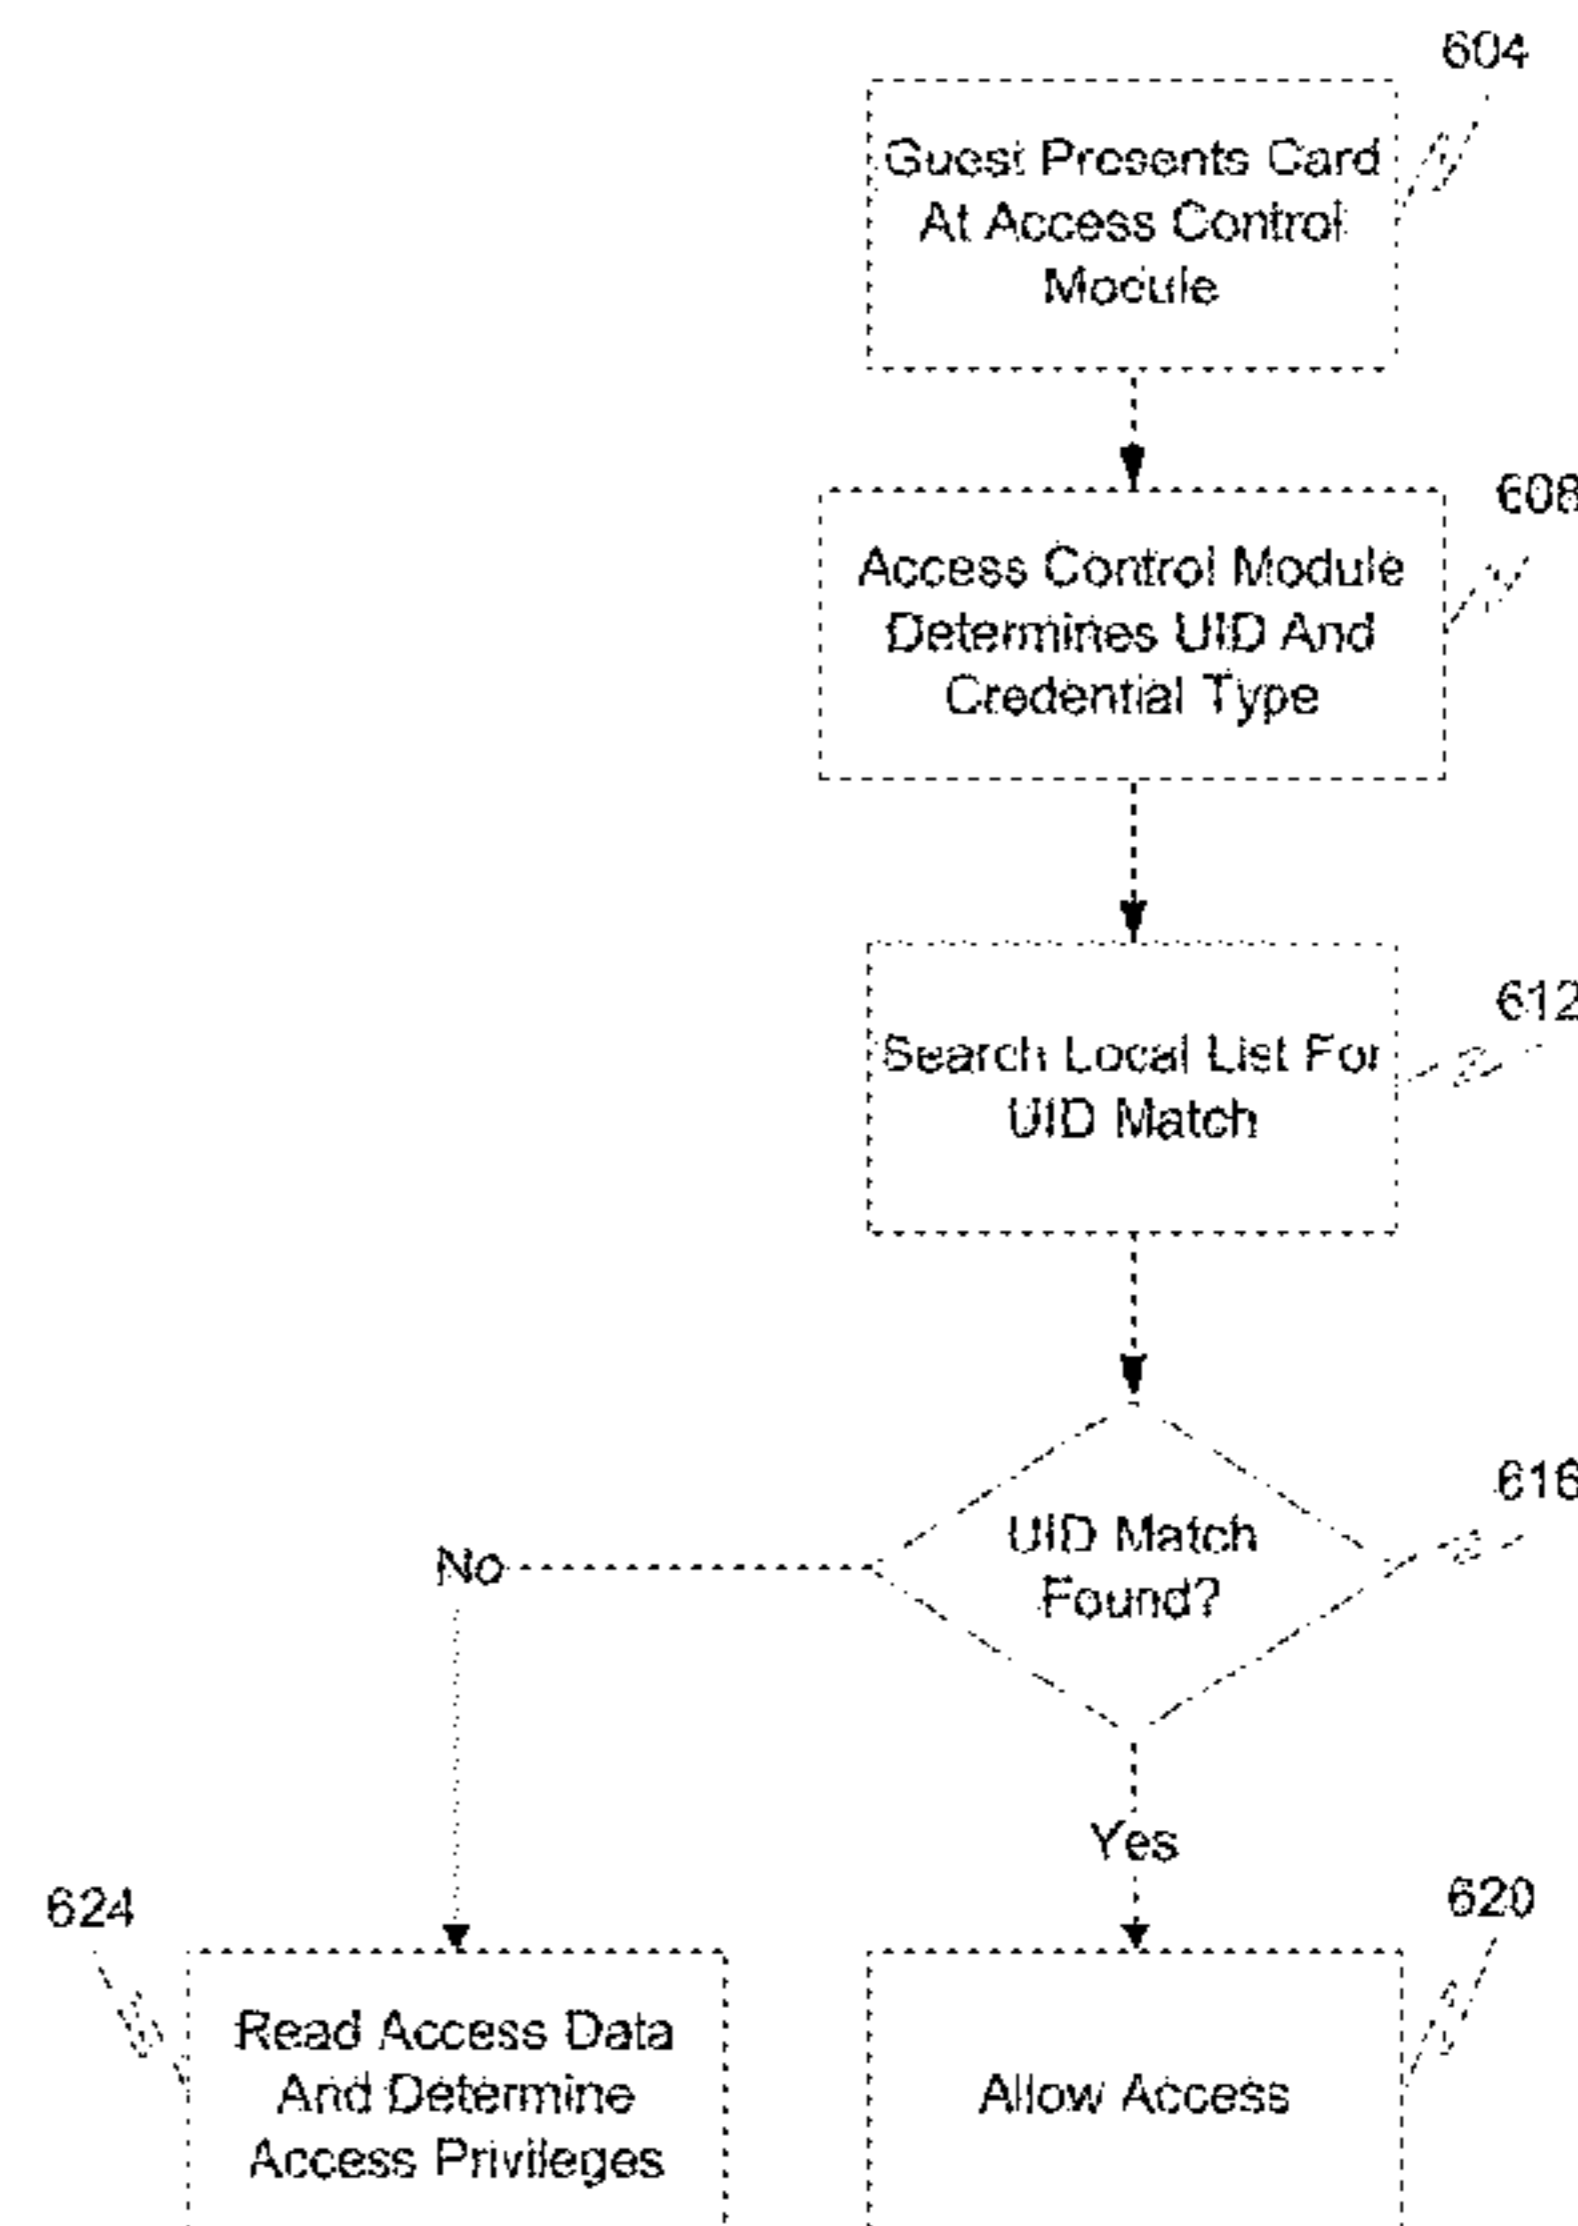 604
Guest Presents Card
At Access Control
Module
608
Access Control Module
Determines UID And
Credential Type
612
Search Local List For
UID Match
616
UID Match
Found?
No
Yes
624
620
Read Access Data
And Determine
Access Privileges
Allow Access